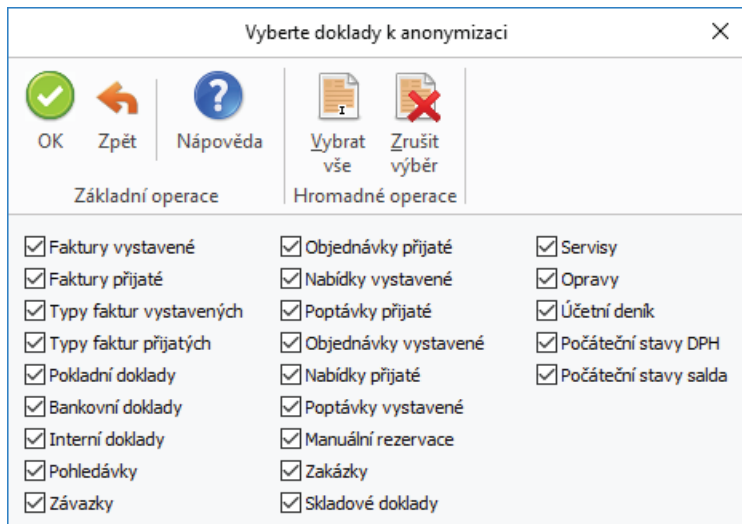 Vyberte doklady k anonymizaci
OK
Zpět
Nápověda
Vybrat
vše
Zrušit
výběr
Základní operace
Hromadné operace
Faktury vystavené
Faktury přijaté
Typy faktur vystavených
Typy faktur přijatých
Pokladní doklady
Bankovní doklady
Interní doklady
Pohledávky
Závazky
Objednávky přijaté
Nabídky vystavené
Poptávky přijaté
Objednávky vystavené
Nabídky přijaté
Poptávky vystavené
Manuální rezervace
Zakázky
Skladové doklady
Servisy
Opravy
Účetní deník
Počáteční stavy DPH
Počáteční stavy salda